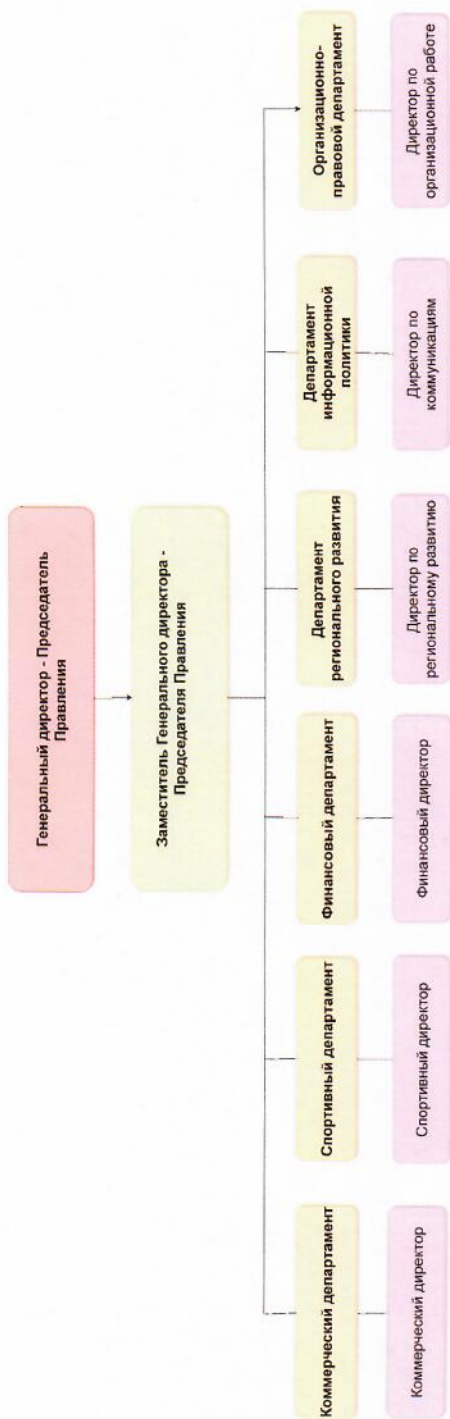 Генеральный директор - Председатель
Правления
Заместитель Генерального директора -
Председателя Правления
Коммерческий департамент
Спортивный департамент
Финансовый департамент
Департамент
регионального развития
Департамент
информационной
политики
Организационно-
правовой департамент
Коммерческий директор
Спортивный директор
Финансовый директор
Директор по
региональному развитию
Директор по
коммуникациям
Директор по
организационной работе